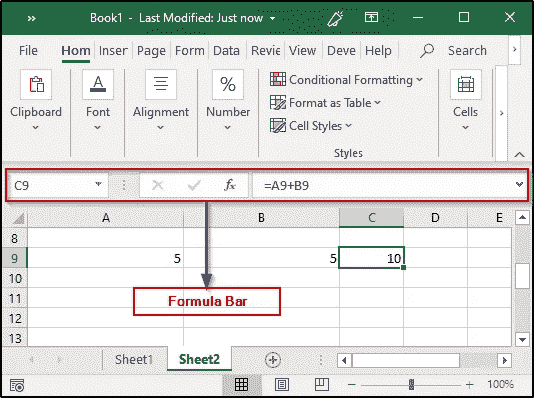 » Book1 - Last Modified: Just now
File Hom Inser Page Form Data Revie View Deve Help Search
Conditional Formatting
Format as Table
Cell Styles
Clipboard Font Alignment Number Cells
Styles
C9 fx =A9+B9
A B C D E
8
9 5 5 10
10
11 Formula Bar
12
13
Sheet1 Sheet2
100%